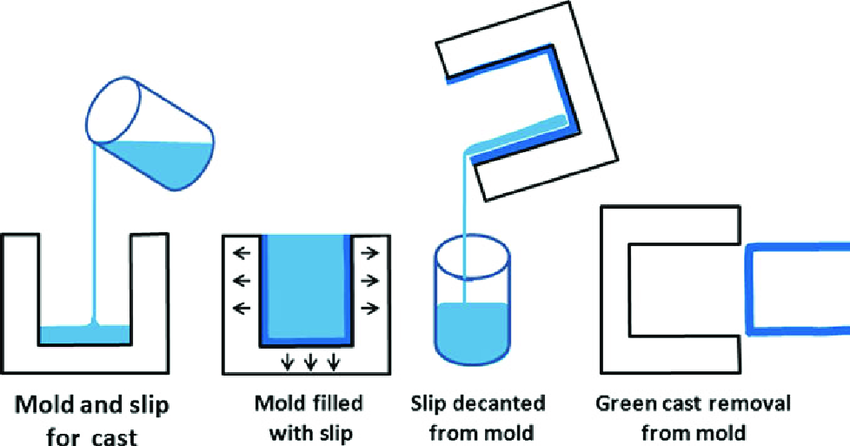 Mold and slip
for cast
Mold filled
with slip
Slip decanted
from mold
Green cast removal
from mold